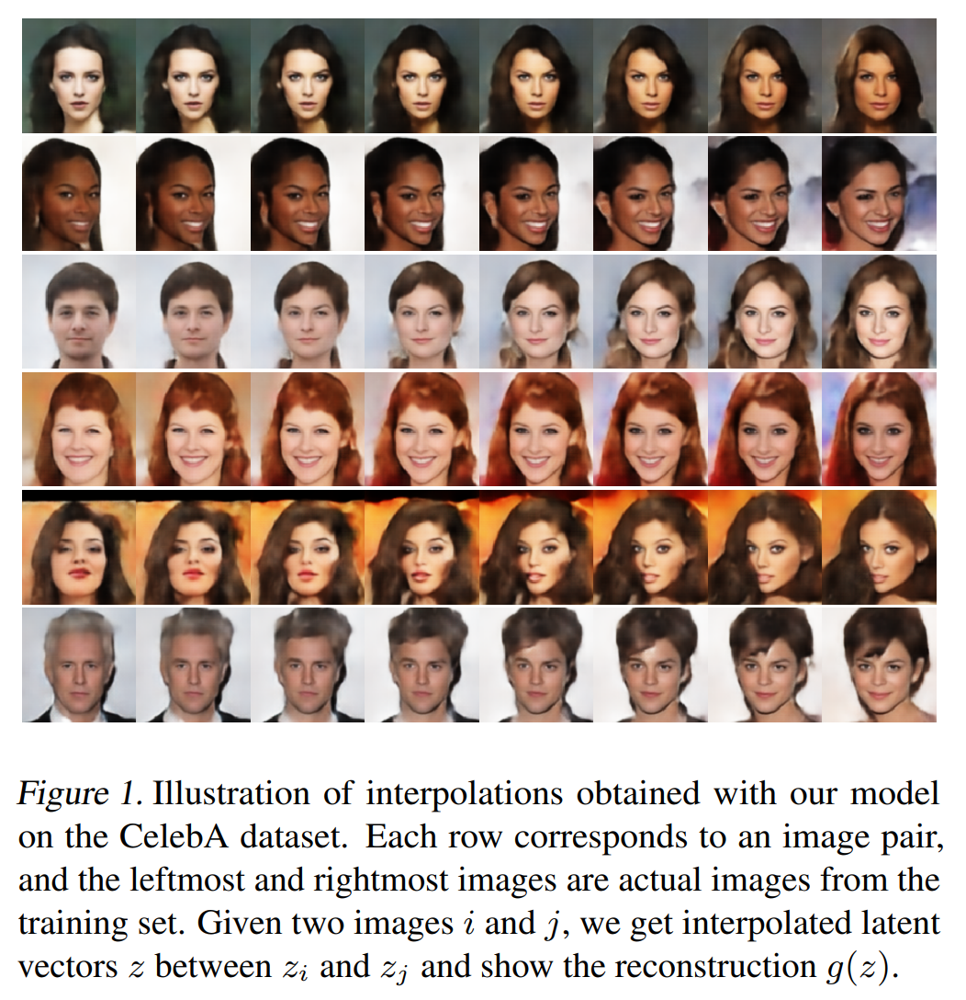 Figure 1. Illustration of interpolations obtained with our model
on the CelebA dataset. Each row corresponds to an image pair,
and the leftmost and rightmost images are actual images from the
training set. Given two images i and j, we get interpolated latent
vectors z between z_i and z_j and show the reconstruction g(z).